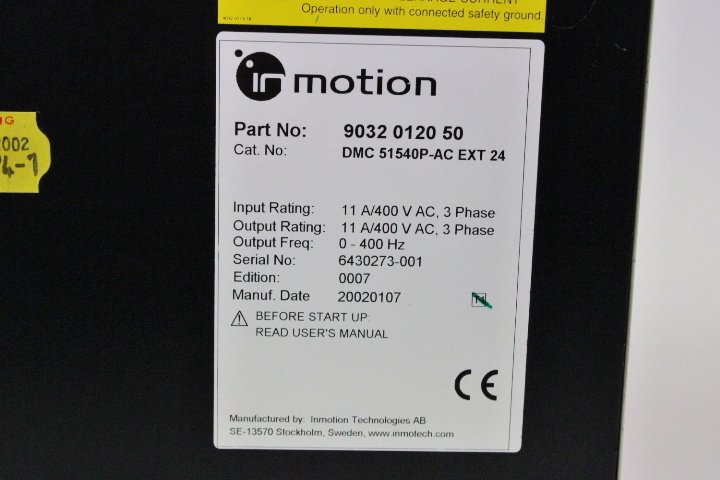 Operation only with connected safety ground.
in motion
Part No: 9032 0120 50
Cat. No: DMC 51540P-AC EXT 24
Input Rating: 11 A/400 V AC, 3 Phase
Output Rating: 11 A/400 V AC, 3 Phase
Output Freq: 0 - 400 Hz
Serial No: 6430273-001
Edition: 0007
Manuf. Date 20020107
BEFORE START UP:
READ USER'S MANUAL
CE
Manufactured by: Inmotion Technologies AB
SE-13570 Stockholm, Sweden, www.inmotech.com